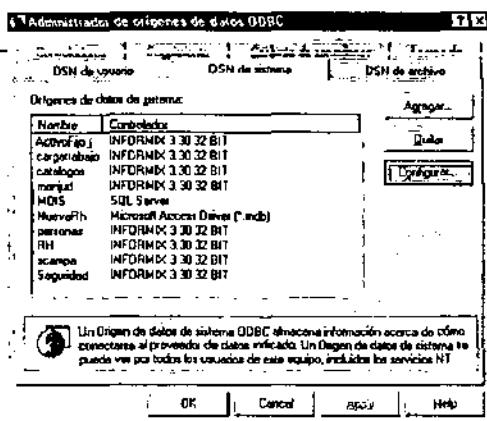 Administrador de orígenes de datos ODBC
DSN de usuario DSN de sistema DSN de archivo
Orígenes de datos de sistema:
Agregar...
Nombre Controlador
Quitar
INFORMIX 3.30 32 BIT
cargatrabajo INFORMIX 3.30 32 BIT
Configurar...
catalogos INFORMIX 3.30 32 BIT
monjud INFORMIX 3.30 32 BIT
MDIS SQL Server
NuevoRh Microsoft Access Driver (*.mdb)
personas INFORMIX 3.30 32 BIT
RH INFORMIX 3.30 32 BIT
scampa INFORMIX 3.30 32 BIT
Seguridad INFORMIX 3.30 32 BIT
Un Origen de datos de sistema ODBC almacena información acerca de cómo
conectarse al proveedor de datos indicado. Un Origen de datos de sistema se
puede ver por todos los usuarios de este equipo, incluidos los servicios NT
OK Cancel Apply Help